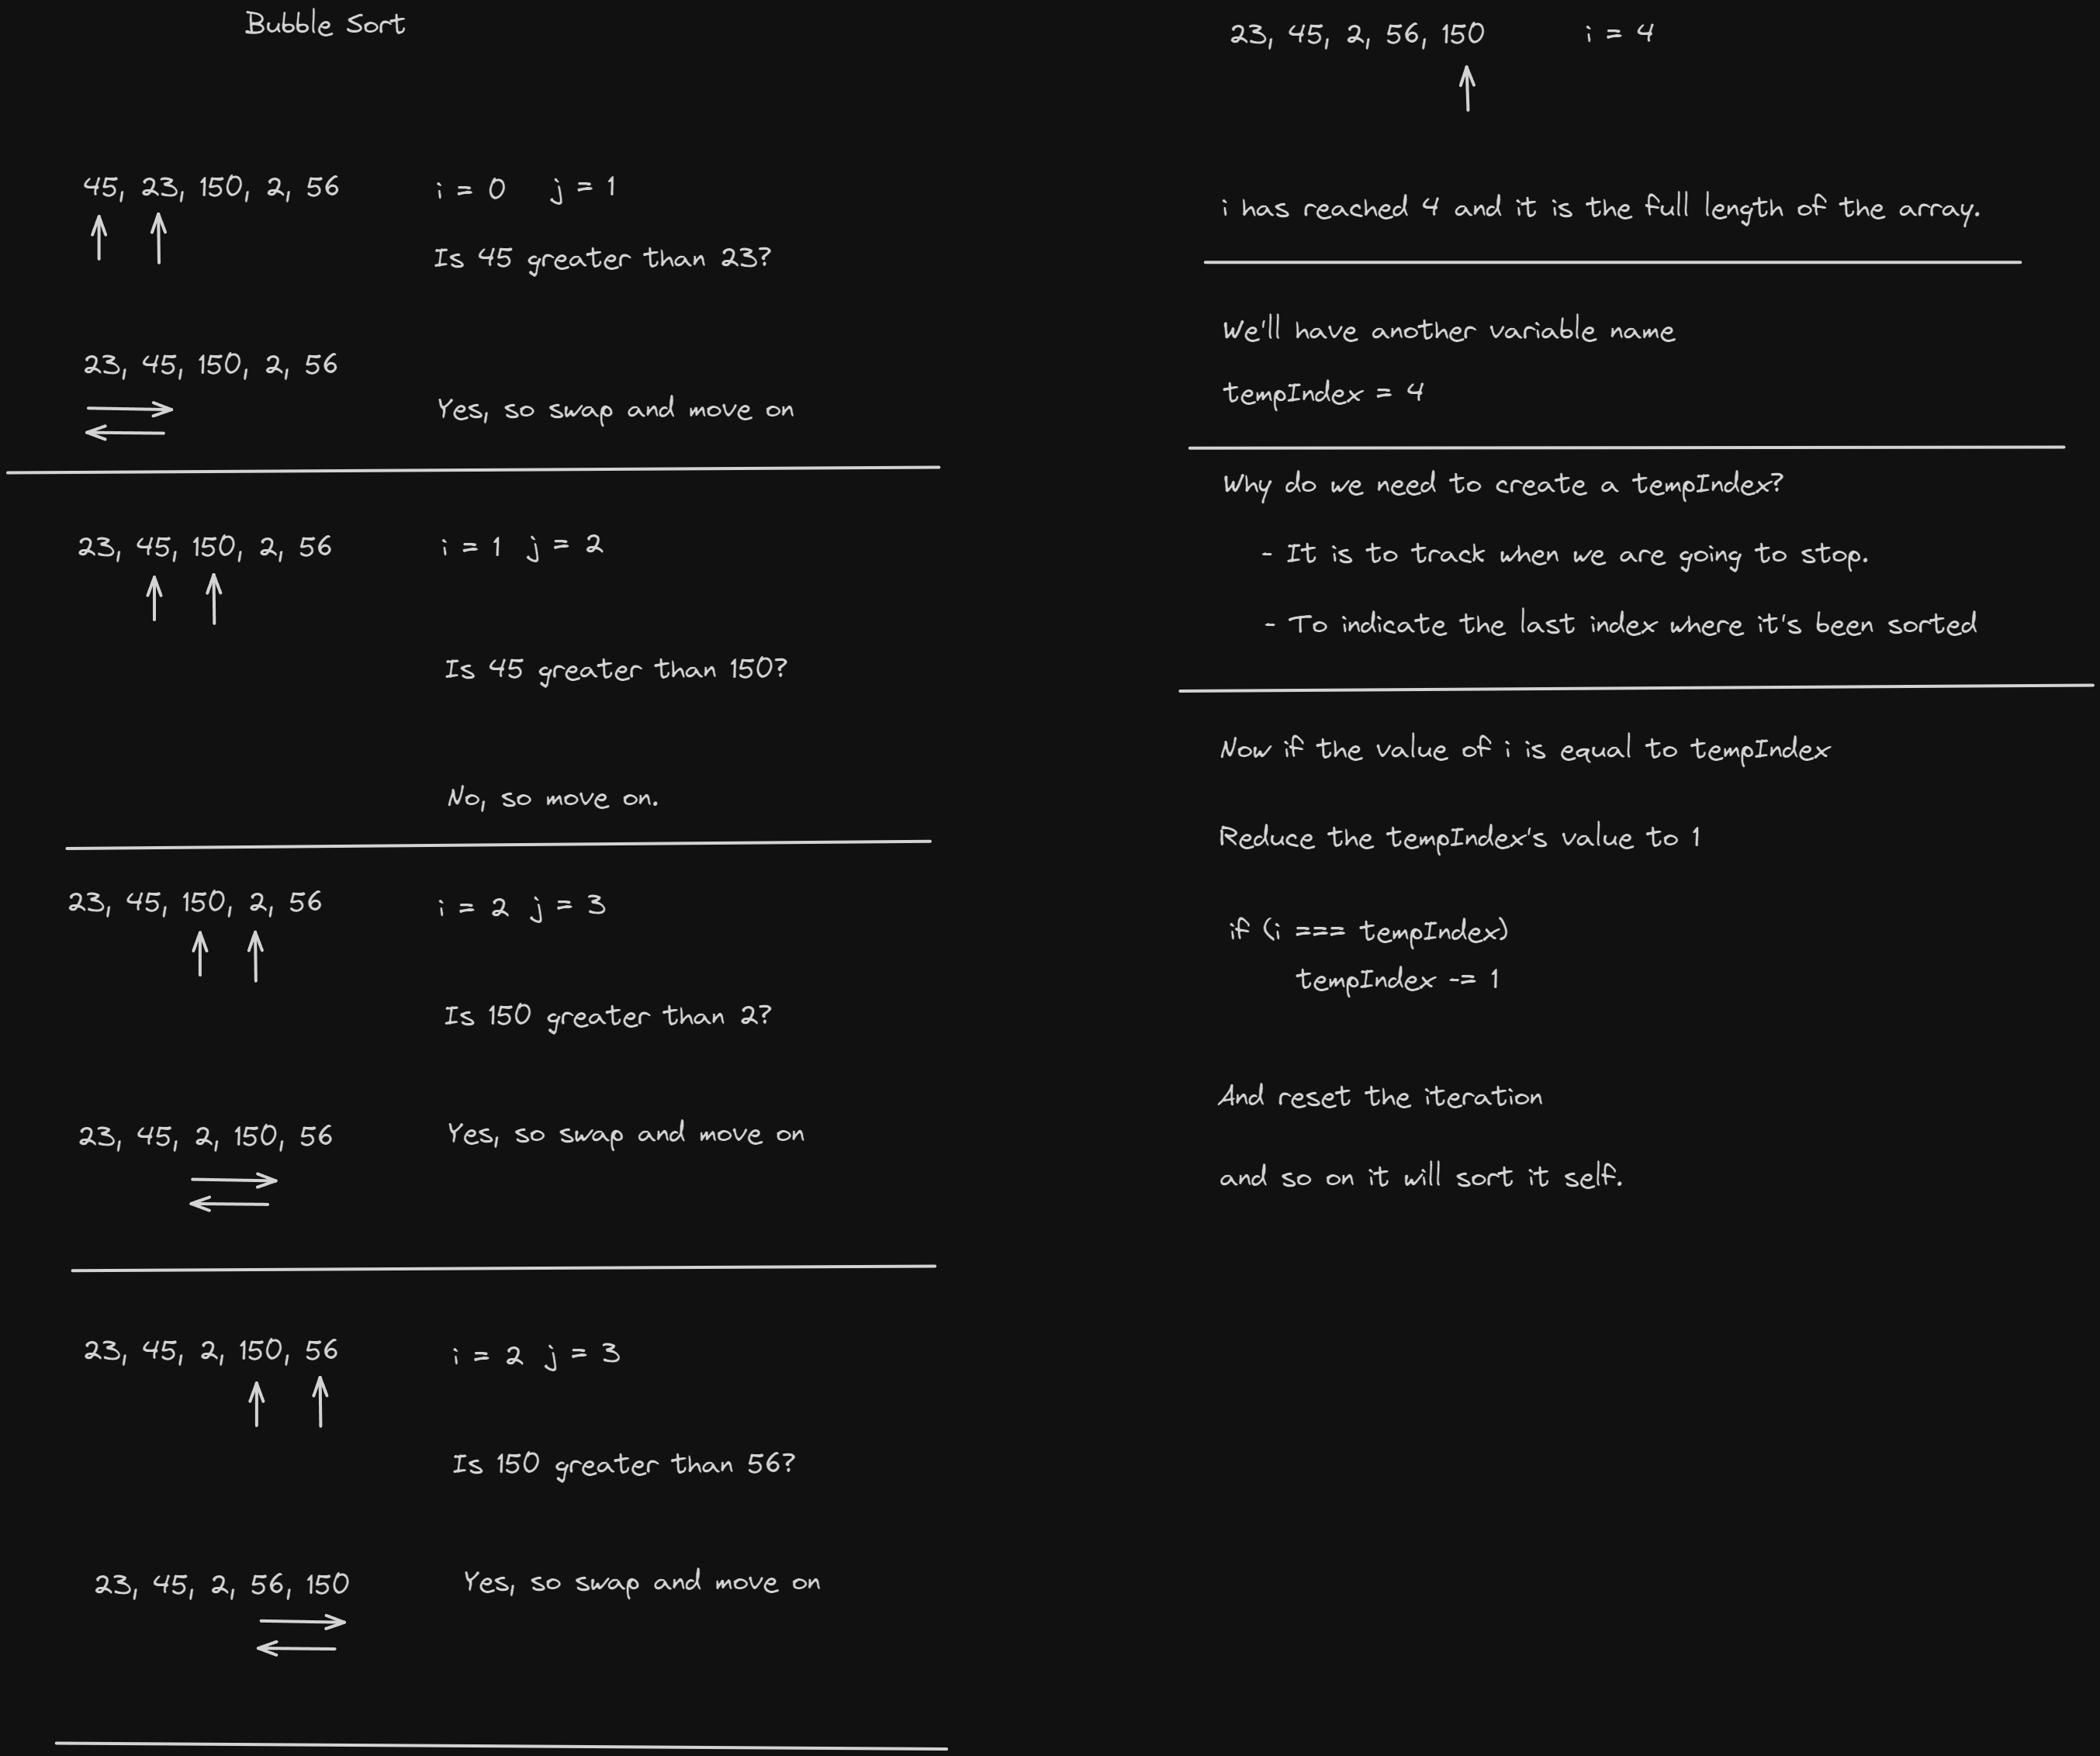 Bubble Sort
45, 23, 150, 2, 56
i = 0 j = 1
Is 45 greater than 23?
23, 45, 150, 2, 56
Yes, so swap and move on
23, 45, 150, 2, 56
i = 1 j = 2
Is 45 greater than 150?
No, so move on.
23, 45, 150, 2, 56
i = 2 j = 3
Is 150 greater than 2?
23, 45, 2, 150, 56
Yes, so swap and move on
23, 45, 2, 150, 56
i = 2 j = 3
Is 150 greater than 56?
23, 45, 2, 56, 150
Yes, so swap and move on
23, 45, 2, 56, 150
i = 4
i has reached 4 and it is the full length of the array.
We'll have another variable name
tempIndex = 4
Why do we need to create a tempIndex?
- It is to track when we are going to stop.
- To indicate the last index where it's been sorted
Now if the value of i is equal to tempIndex
Reduce the tempIndex's value to 1
if (i === tempIndex)
tempIndex -= 1
And reset the iteration
and so on it will sort it self.